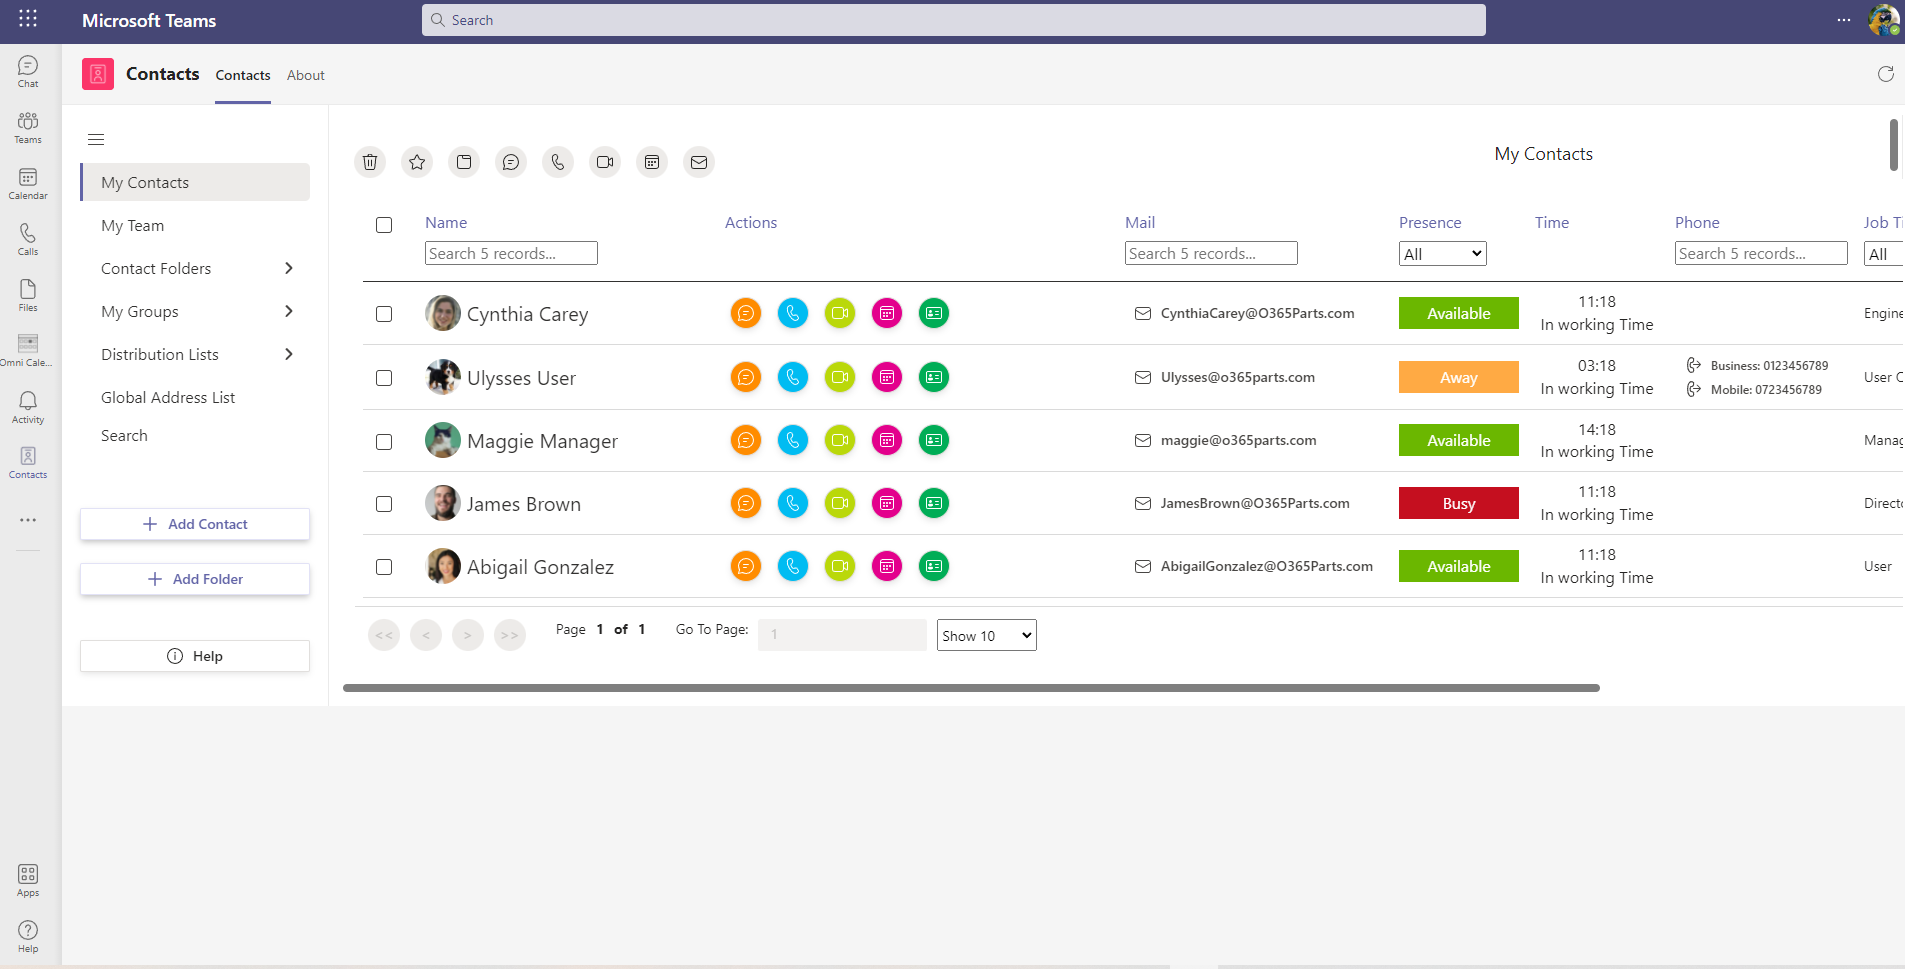 Microsoft Teams
Search
Chat
Teams
Calendar
Calls
Files
Omni Cale...
Activity
Contacts
Apps
Help
Contacts Contacts About
My Contacts
My Team
Contact Folders
My Groups
Distribution Lists
Global Address List
Search
Add Contact
Add Folder
Help
My Contacts
Name Actions Mail Presence Time Phone Job Ti
Search 5 records... Search 5 records... All Search 5 records... All
Cynthia Carey CynthiaCarey@O365Parts.com Available 11:18 Engine
In working Time
Ulysses User Ulysses@o365parts.com Away 03:18 Business: 0123456789 User C
In working Time Mobile: 0723456789
Maggie Manager maggie@o365parts.com Available 14:18 Manag
In working Time
James Brown JamesBrown@O365Parts.com Busy 11:18 Directo
In working Time
Abigail Gonzalez AbigailGonzalez@O365Parts.com Available 11:18 User
In working Time
<< < > >> Page 1 of 1 Go To Page: 1 Show 10